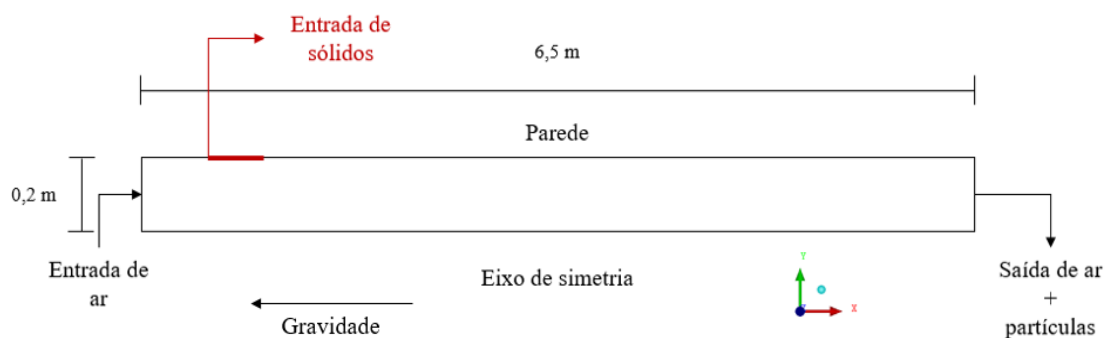 Entrada de
sólidos
6,5 m
Parede
0,2 m
Entrada de
ar
Eixo de simetria
Gravidade
Y
X
Saída de ar
+
partículas